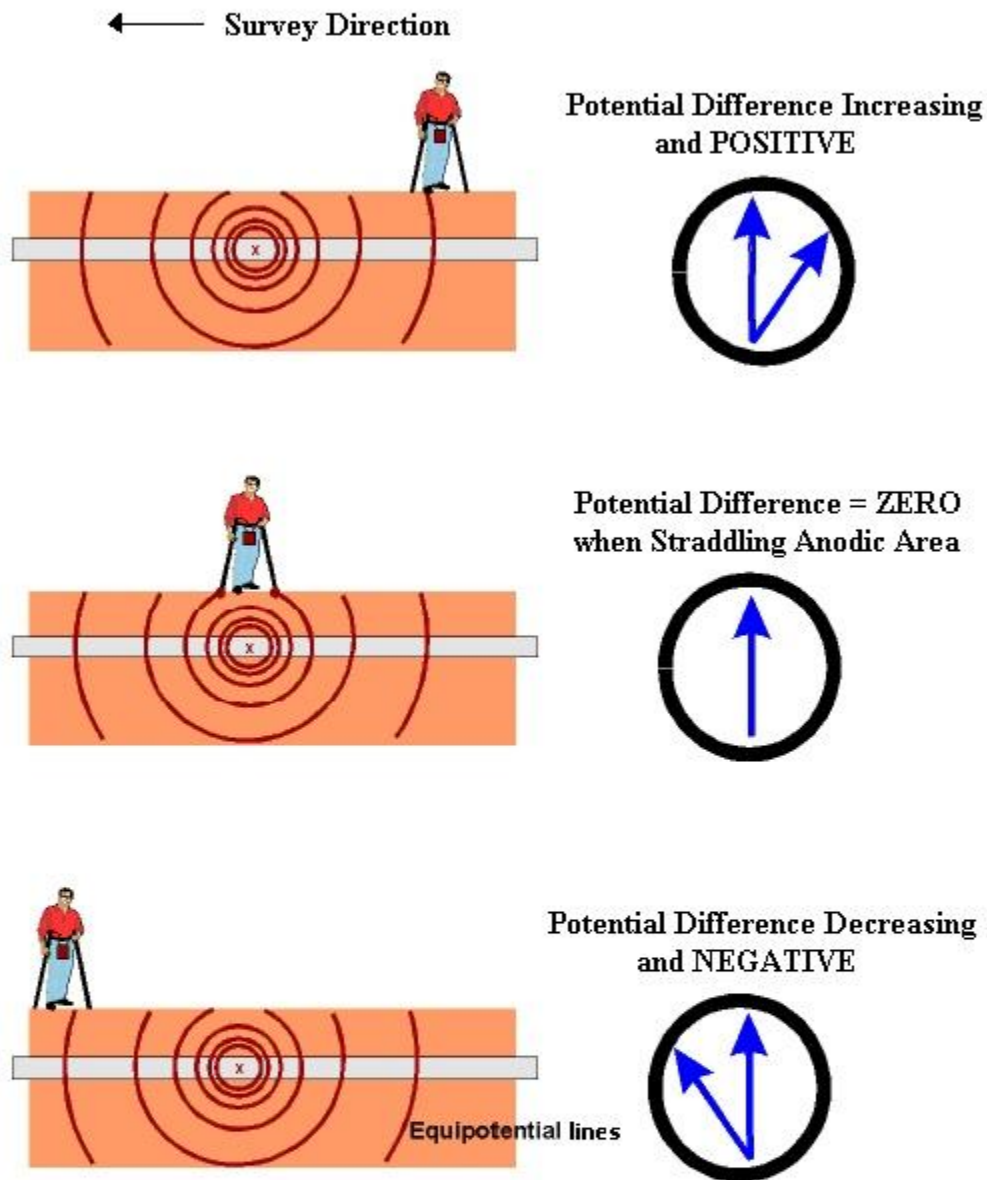 Survey Direction
Potential Difference Increasing
and POSITIVE
x
Potential Difference = ZERO
when Straddling Anodic Area
x
Potential Difference Decreasing
and NEGATIVE
x
Equipotential lines